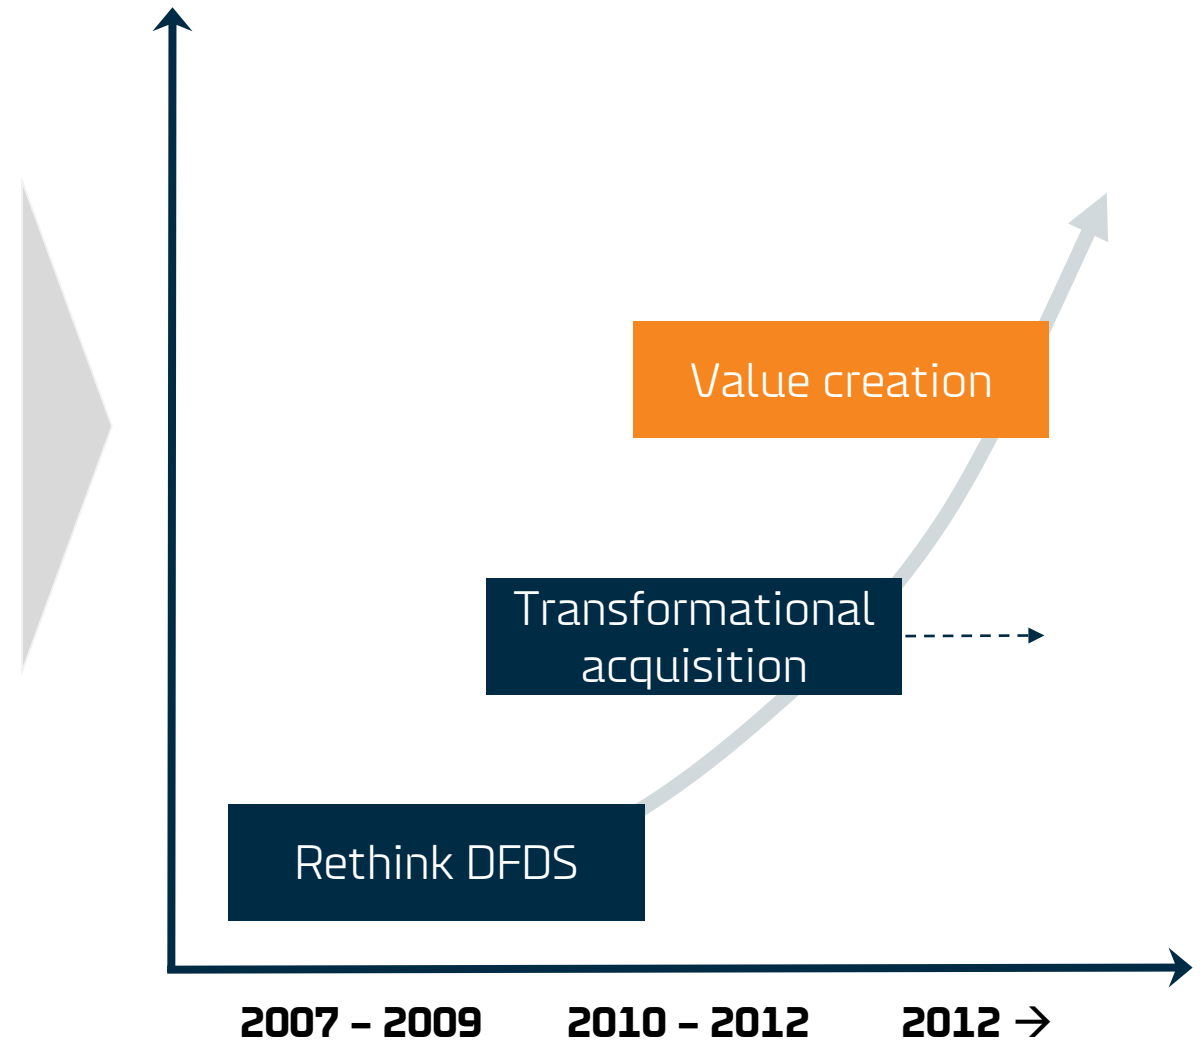 Value creation
Transformational
acquisition
Rethink DFDS
2007 – 2009
2010 – 2012
2012 →